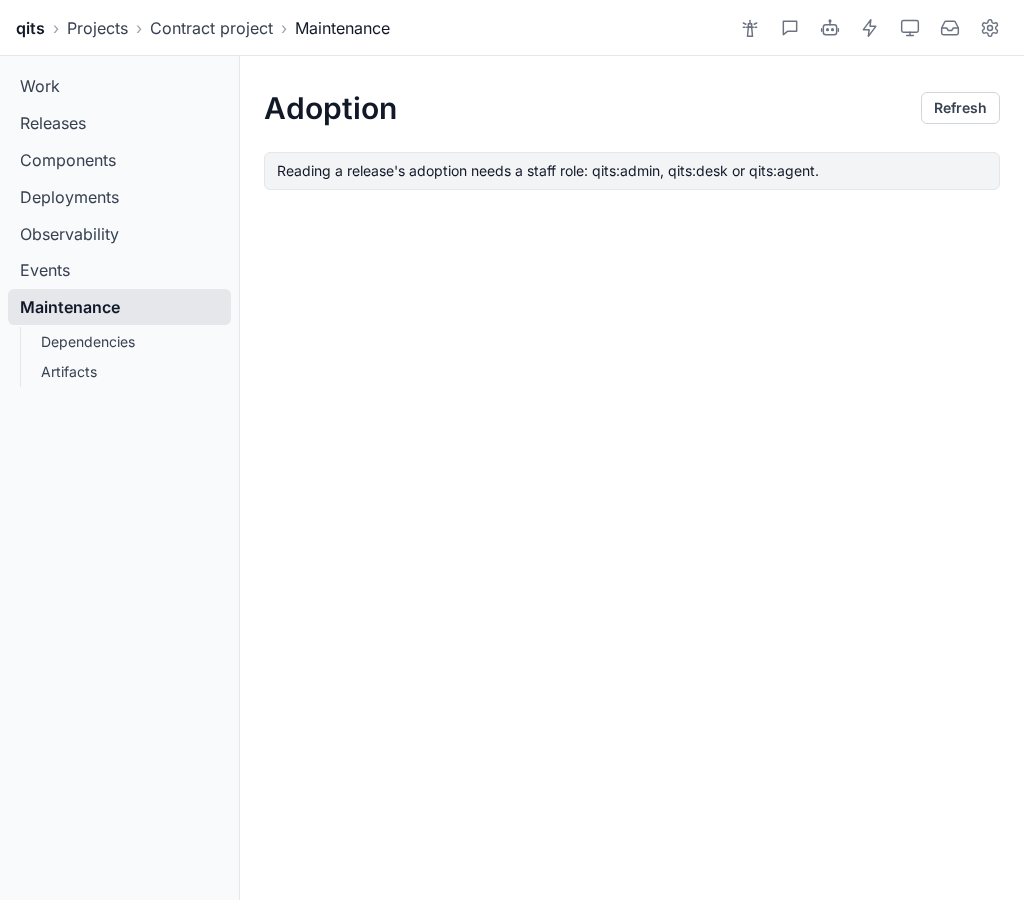 qits › Projects › Contract project › Maintenance
Work
Releases
Components
Deployments
Observability
Events
Maintenance
Dependencies
Artifacts
Adoption
Refresh
Reading a release's adoption needs a staff role: qits:admin, qits:desk or qits:agent.